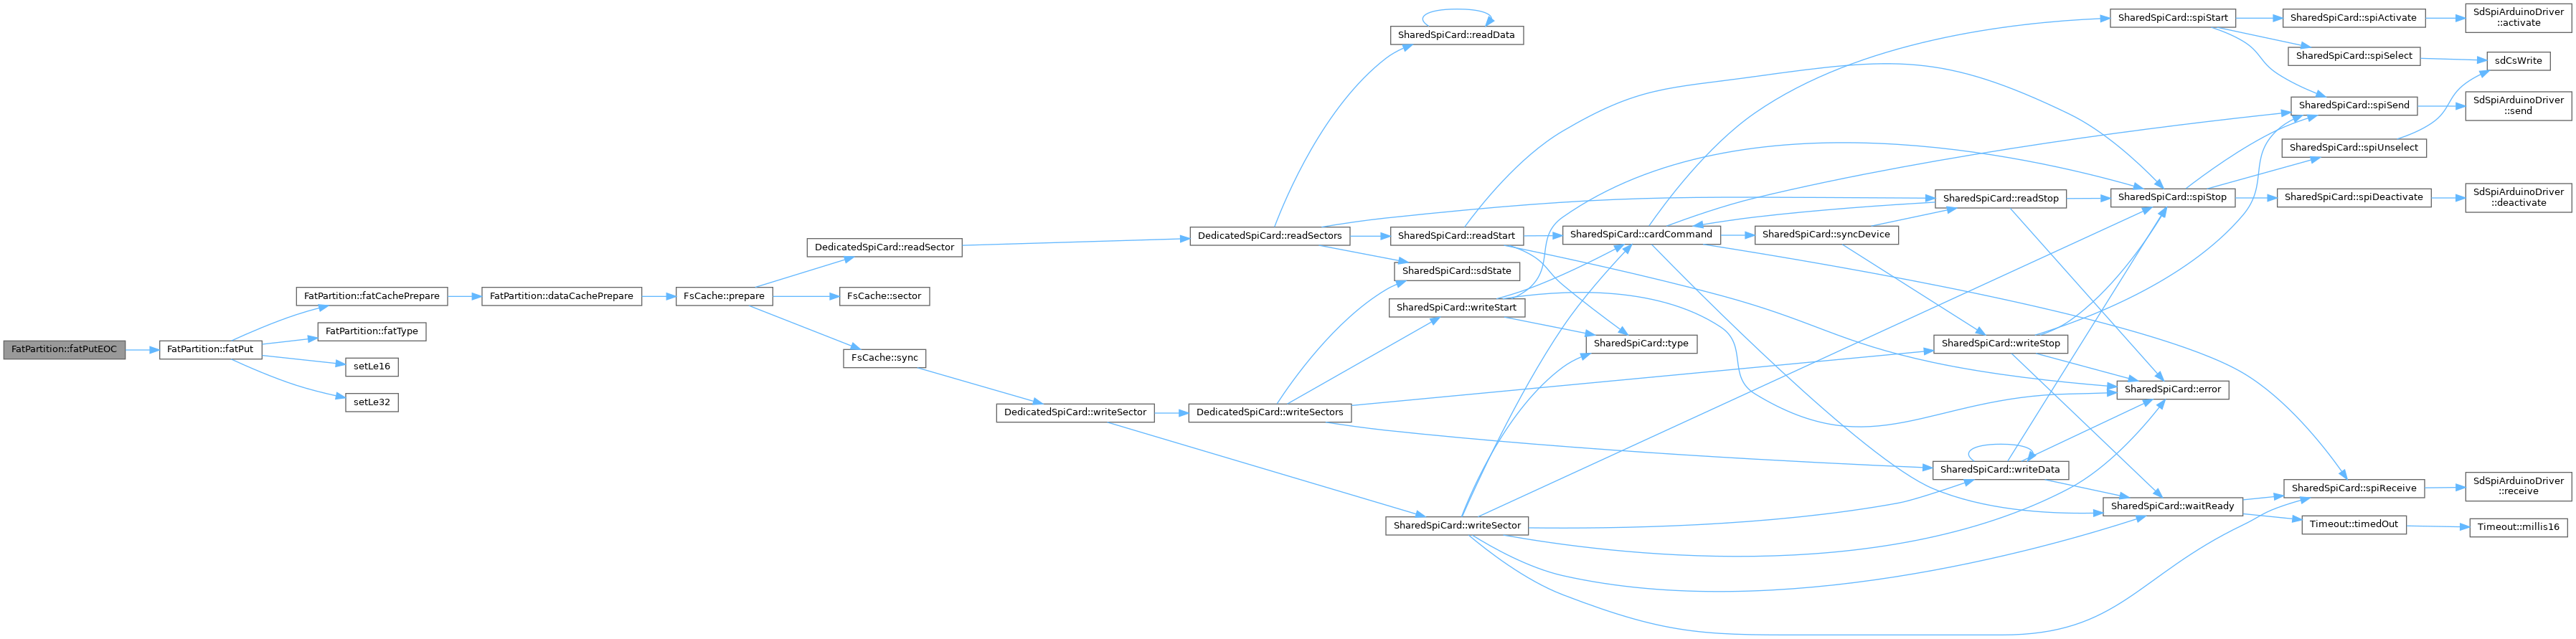 FatPartition::fatPutEOC
FatPartition::fatPut
FatPartition::fatCachePrepare
FatPartition::fatType
setLe16
setLe32
FatPartition::dataCachePrepare
FsCache::prepare
DedicatedSpiCard::readSector
FsCache::sector
FsCache::sync
DedicatedSpiCard::readSectors
DedicatedSpiCard::writeSector
DedicatedSpiCard::writeSectors
SharedSpiCard::readData
SharedSpiCard::readStart
SharedSpiCard::sdState
SharedSpiCard::writeStart
SharedSpiCard::writeSector
SharedSpiCard::cardCommand
SharedSpiCard::type
SharedSpiCard::syncDevice
SharedSpiCard::readStop
SharedSpiCard::writeStop
SharedSpiCard::writeData
SharedSpiCard::spiStart
SharedSpiCard::spiStop
SharedSpiCard::error
SharedSpiCard::waitReady
SharedSpiCard::spiActivate
SharedSpiCard::spiSelect
SharedSpiCard::spiSend
SharedSpiCard::spiUnselect
SharedSpiCard::spiDeactivate
SharedSpiCard::spiReceive
Timeout::timedOut
SdSpiArduinoDriver
::activate
sdCsWrite
SdSpiArduinoDriver
::send
SdSpiArduinoDriver
::deactivate
SdSpiArduinoDriver
::receive
Timeout::millis16